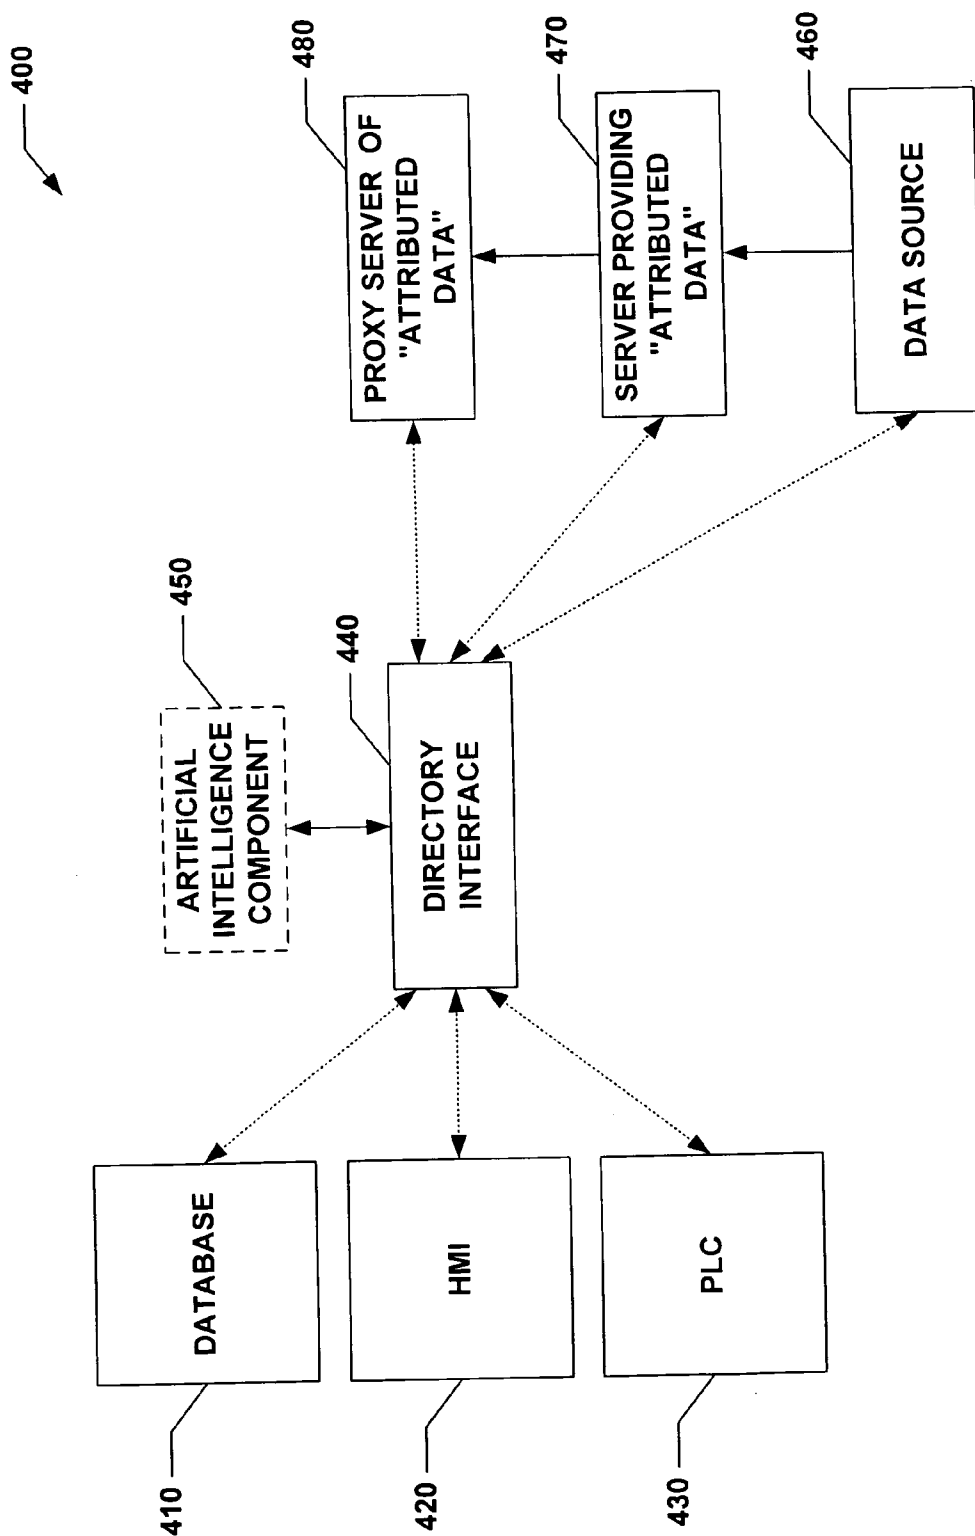 400
480
PROXY SERVER OF
"ATTRIBUTED
DATA"
470
SERVER PROVIDING
"ATTRIBUTED
DATA"
460
DATA SOURCE
450
ARTIFICIAL
INTELLIGENCE
COMPONENT
440
DIRECTORY
INTERFACE
DATABASE
410
HMI
420
PLC
430